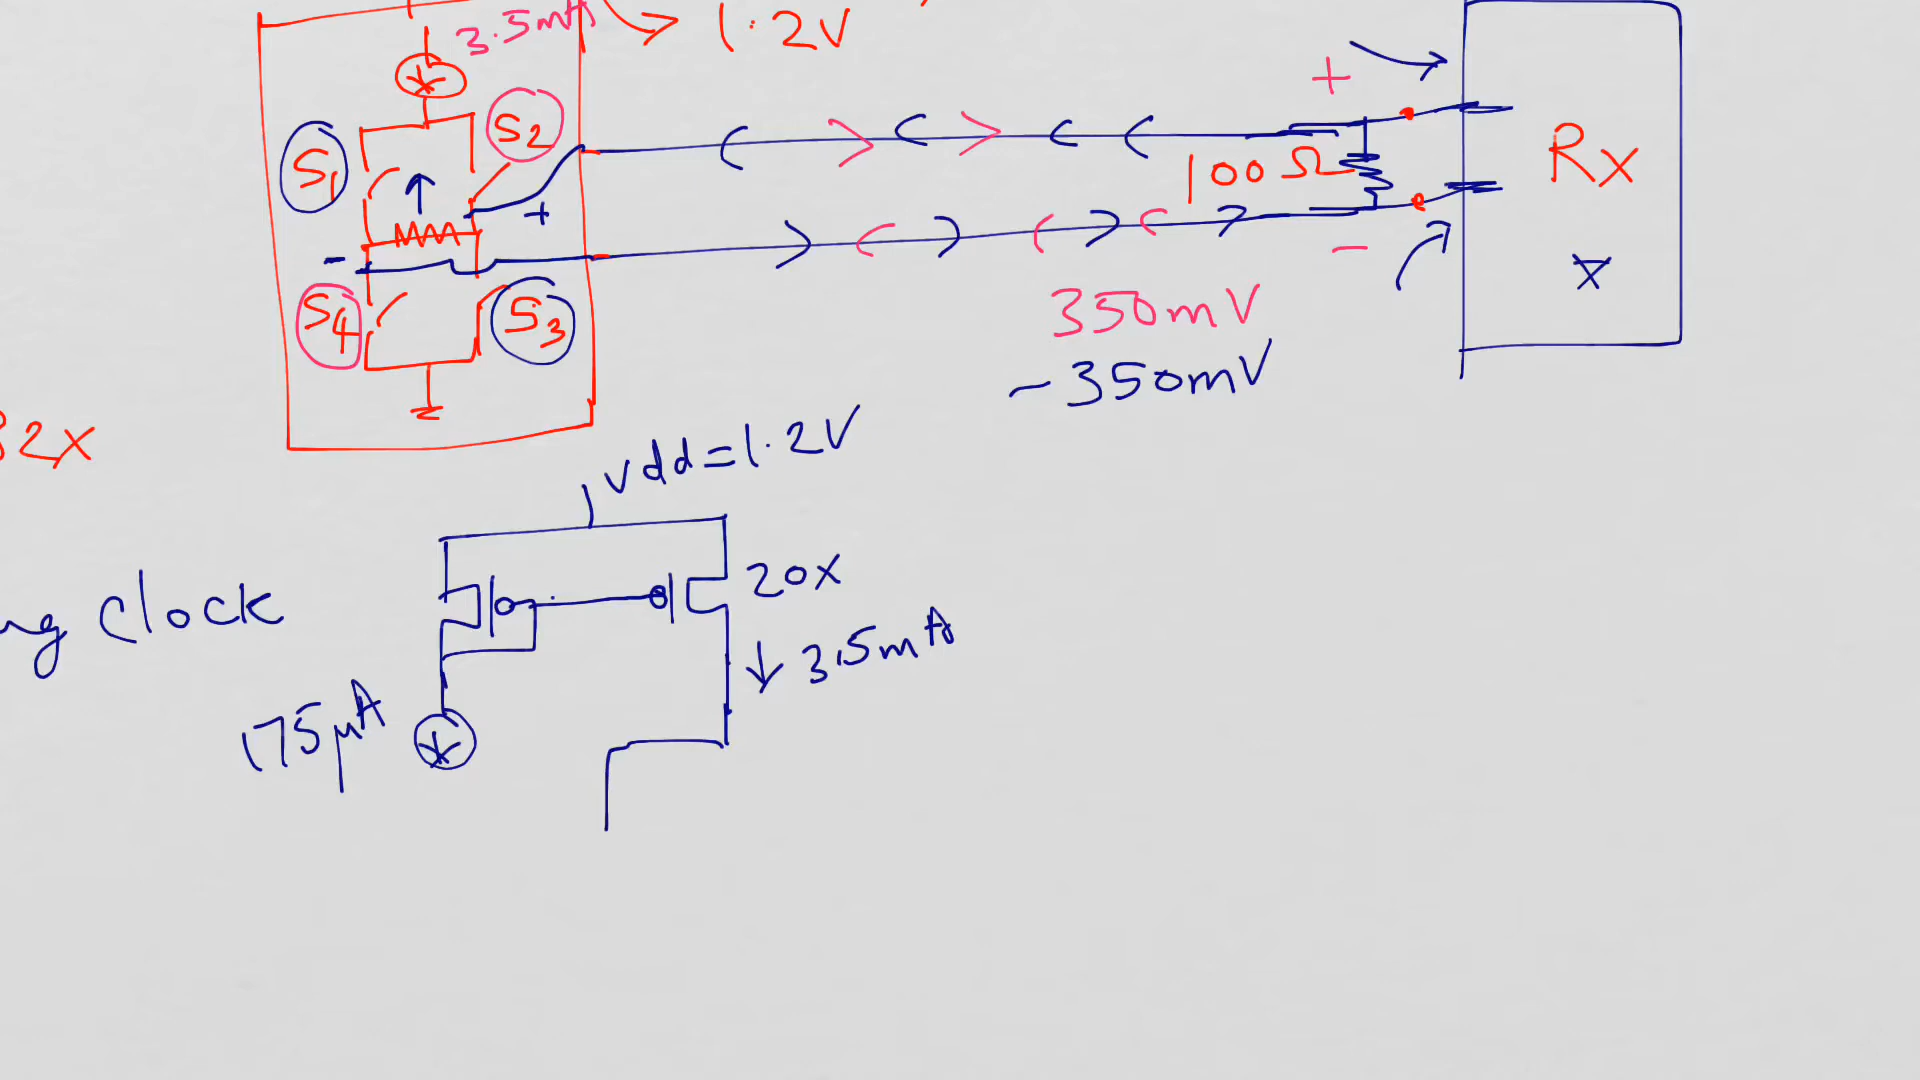 3.5mA
1.2V
+
S1
S2
100Ω
Rx
+
-
S4
S3
-
350mV
-350mV
32x
Vdd=1.2V
20x
clock
3.5mA
175μA